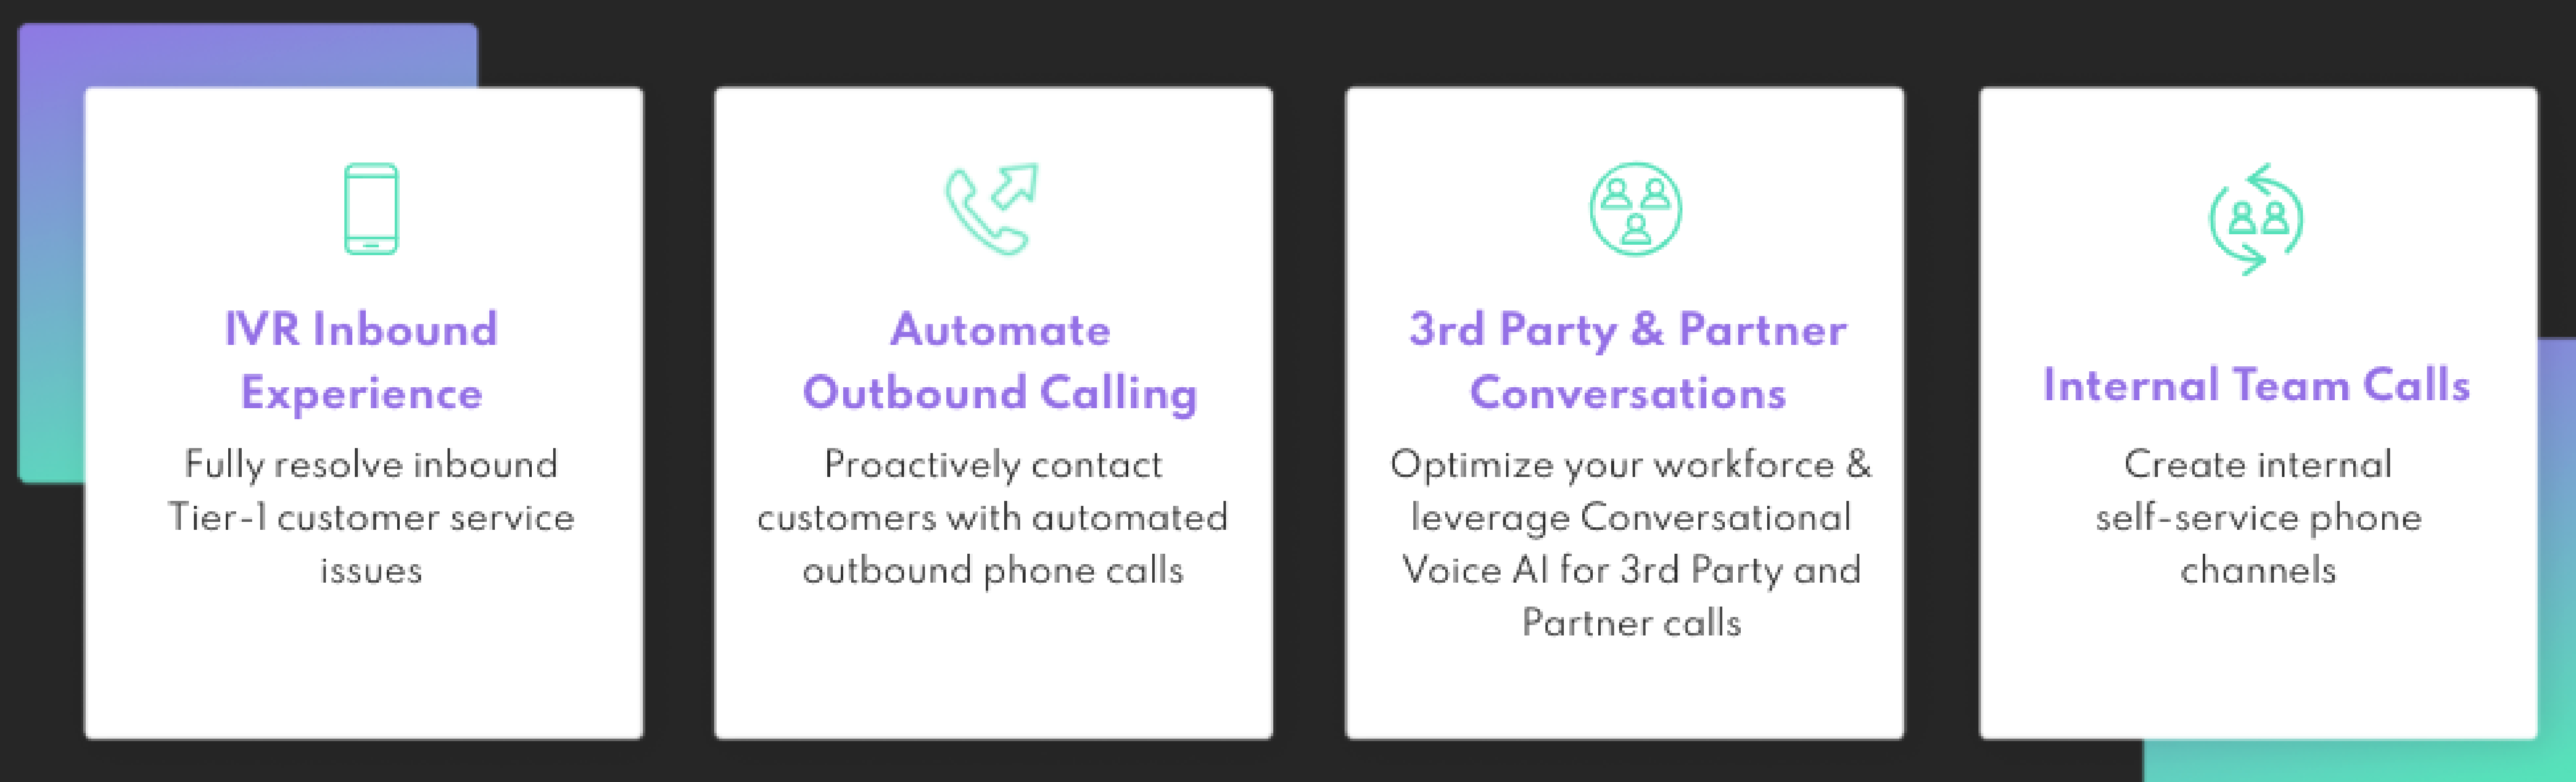 IVR Inbound
Experience
Fully resolve inbound
Tier-1 customer service
issues
Automate
Outbound Calling
Proactively contact
customers with automated
outbound phone calls
3rd Party & Partner
Conversations
Optimize your workforce &
leverage Conversational
Voice AI for 3rd Party and
Partner calls
Internal Team Calls
Create internal
self-service phone
channels